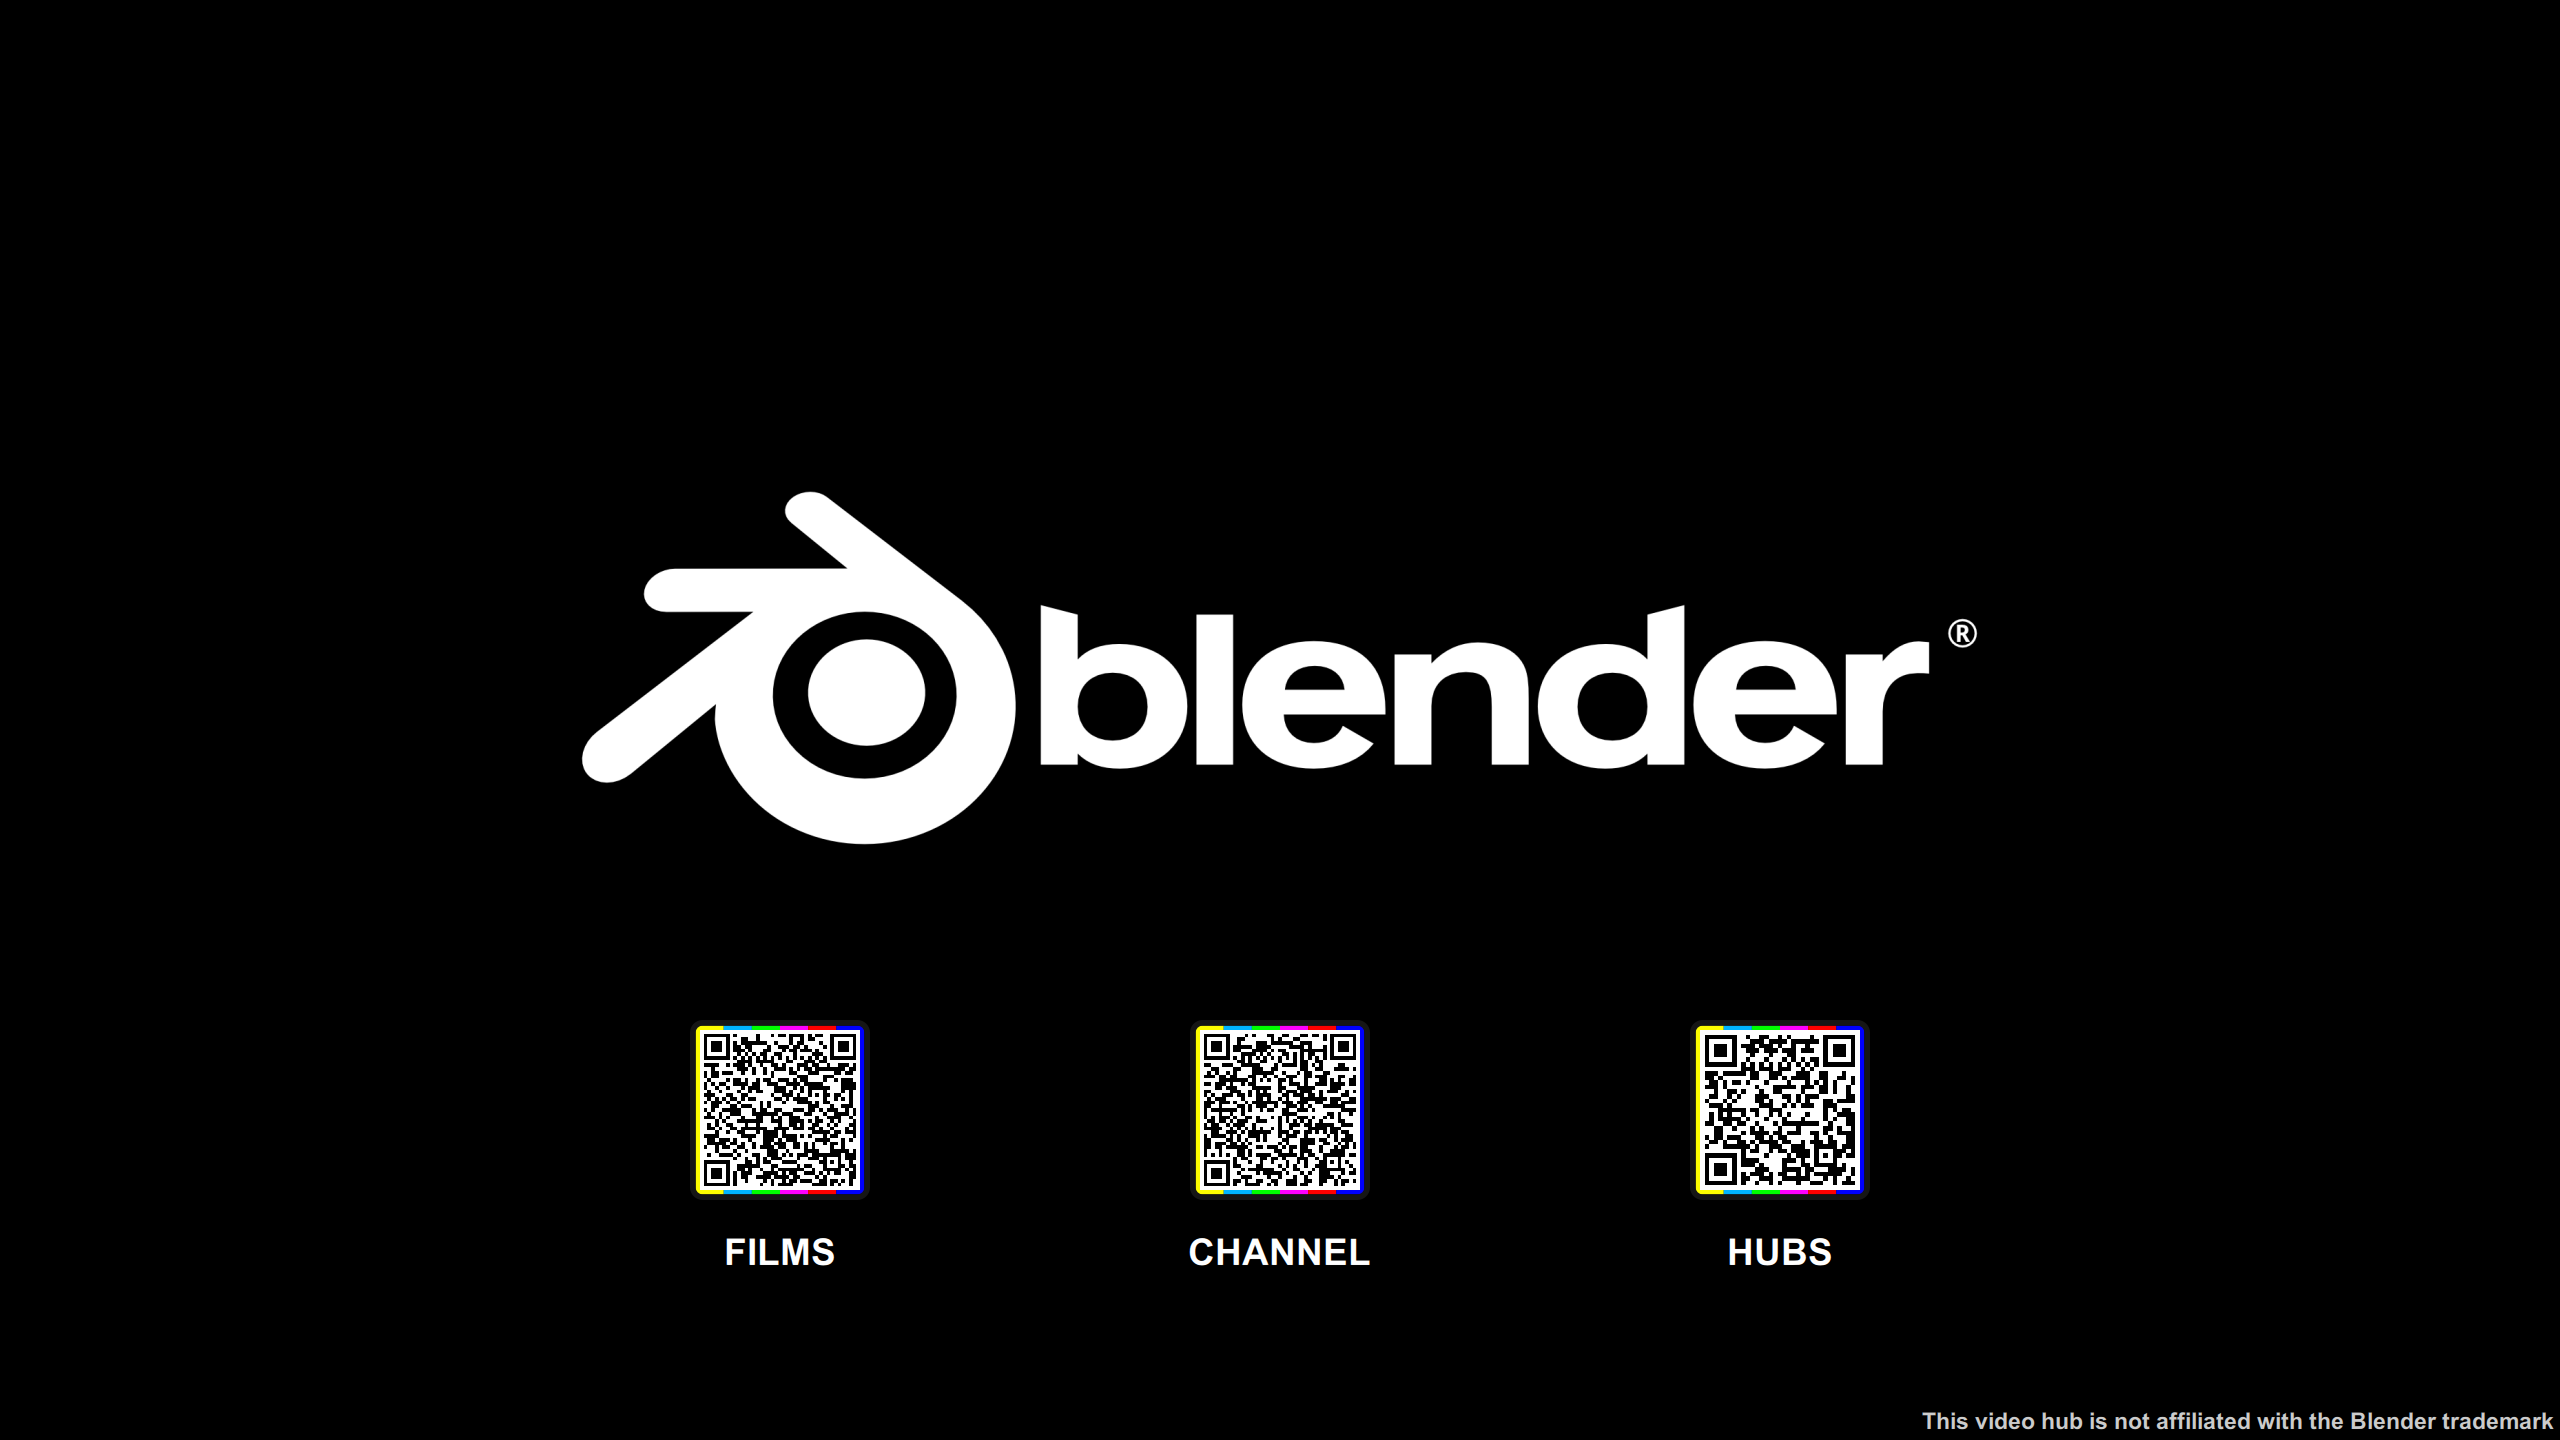 blender®
FILMS
CHANNEL
HUBS
This video hub is not affiliated with the Blender trademark